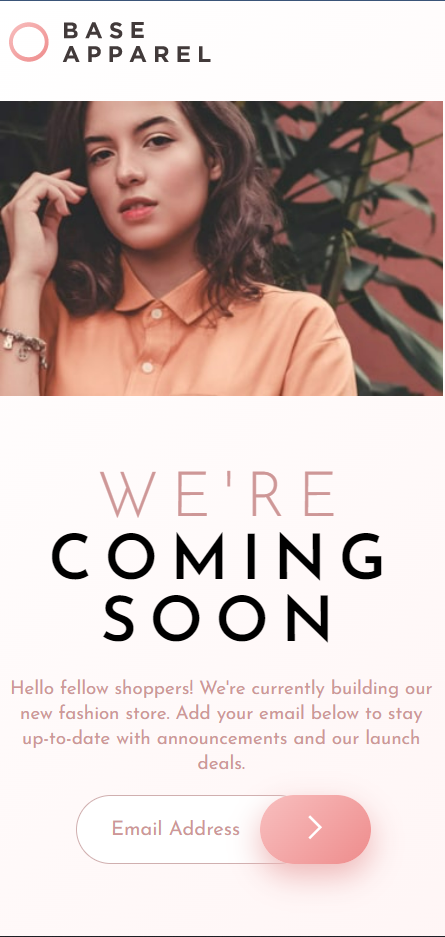 BASE
APPAREL
WE'RE
COMING
SOON
Hello fellow shoppers! We're currently building our
new fashion store. Add your email below to stay
up-to-date with announcements and our launch
deals.
Email Address